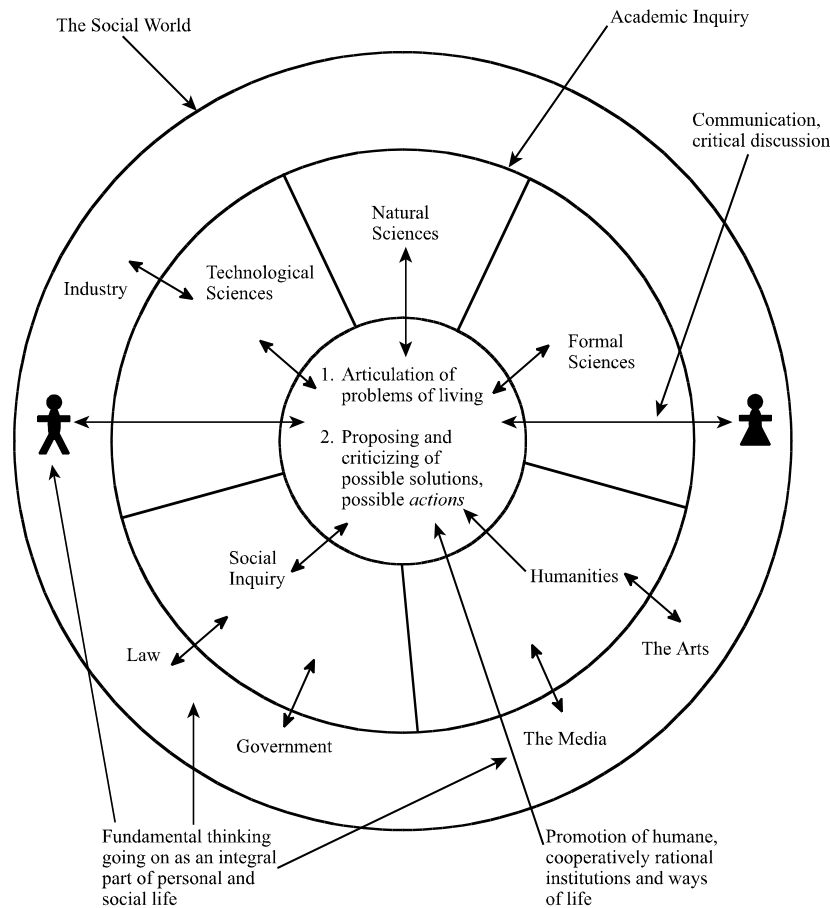 The Social World
Academic Inquiry
Communication,
critical discussion
Natural
Sciences
Technological
Sciences
Industry
Formal
Sciences
1. Articulation of
problems of living
2. Proposing and
criticizing of
possible solutions,
possible actions
Social
Inquiry
Humanities
Law
The Arts
Government
The Media
Fundamental thinking
going on as an integral
part of personal and
social life
Promotion of humane,
cooperatively rational
institutions and ways
of life